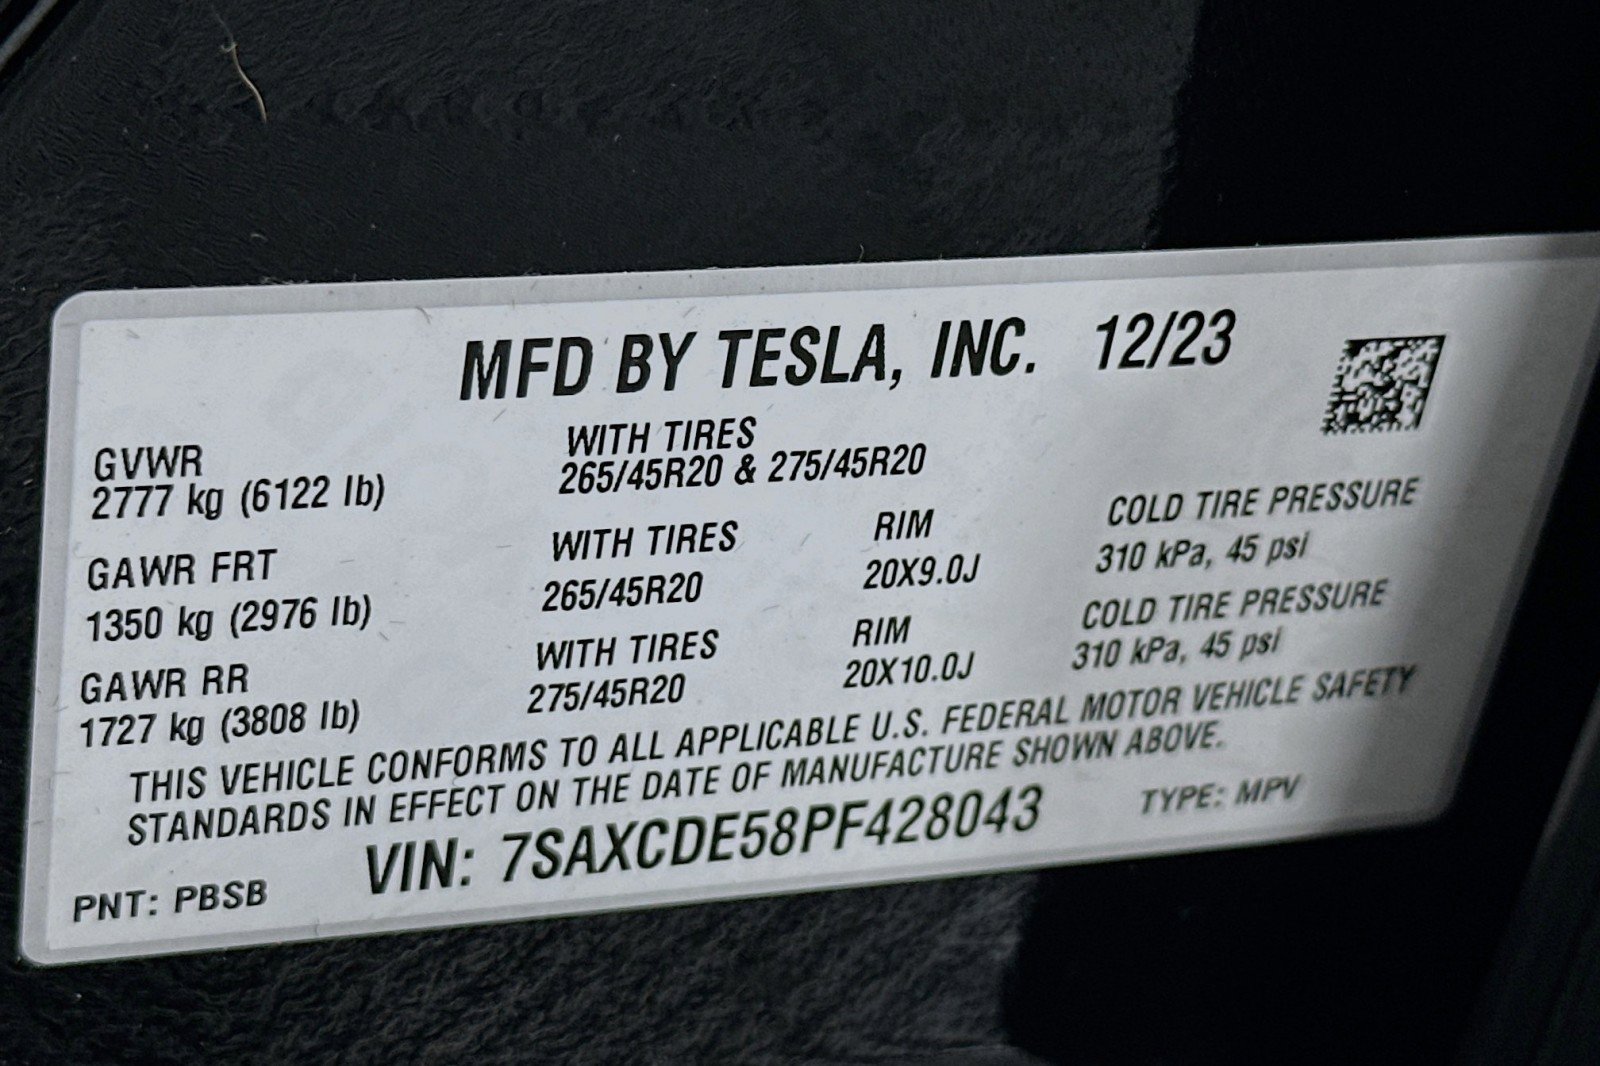 MFD BY TESLA, INC. 12/23
GVWR WITH TIRES
2777 kg (6122 lb) 265/45R20 & 275/45R20
GAWR FRT WITH TIRES RIM COLD TIRE PRESSURE
1350 kg (2976 lb) 265/45R20 20X9.0J 310 kPa, 45 psi
GAWR RR WITH TIRES RIM COLD TIRE PRESSURE
1727 kg (3808 lb) 275/45R20 20X10.0J 310 kPa, 45 psi
THIS VEHICLE CONFORMS TO ALL APPLICABLE U.S. FEDERAL MOTOR VEHICLE SAFETY
STANDARDS IN EFFECT ON THE DATE OF MANUFACTURE SHOWN ABOVE.
PNT: PBSB VIN: 7SAXCDE58PF428043 TYPE: MPV